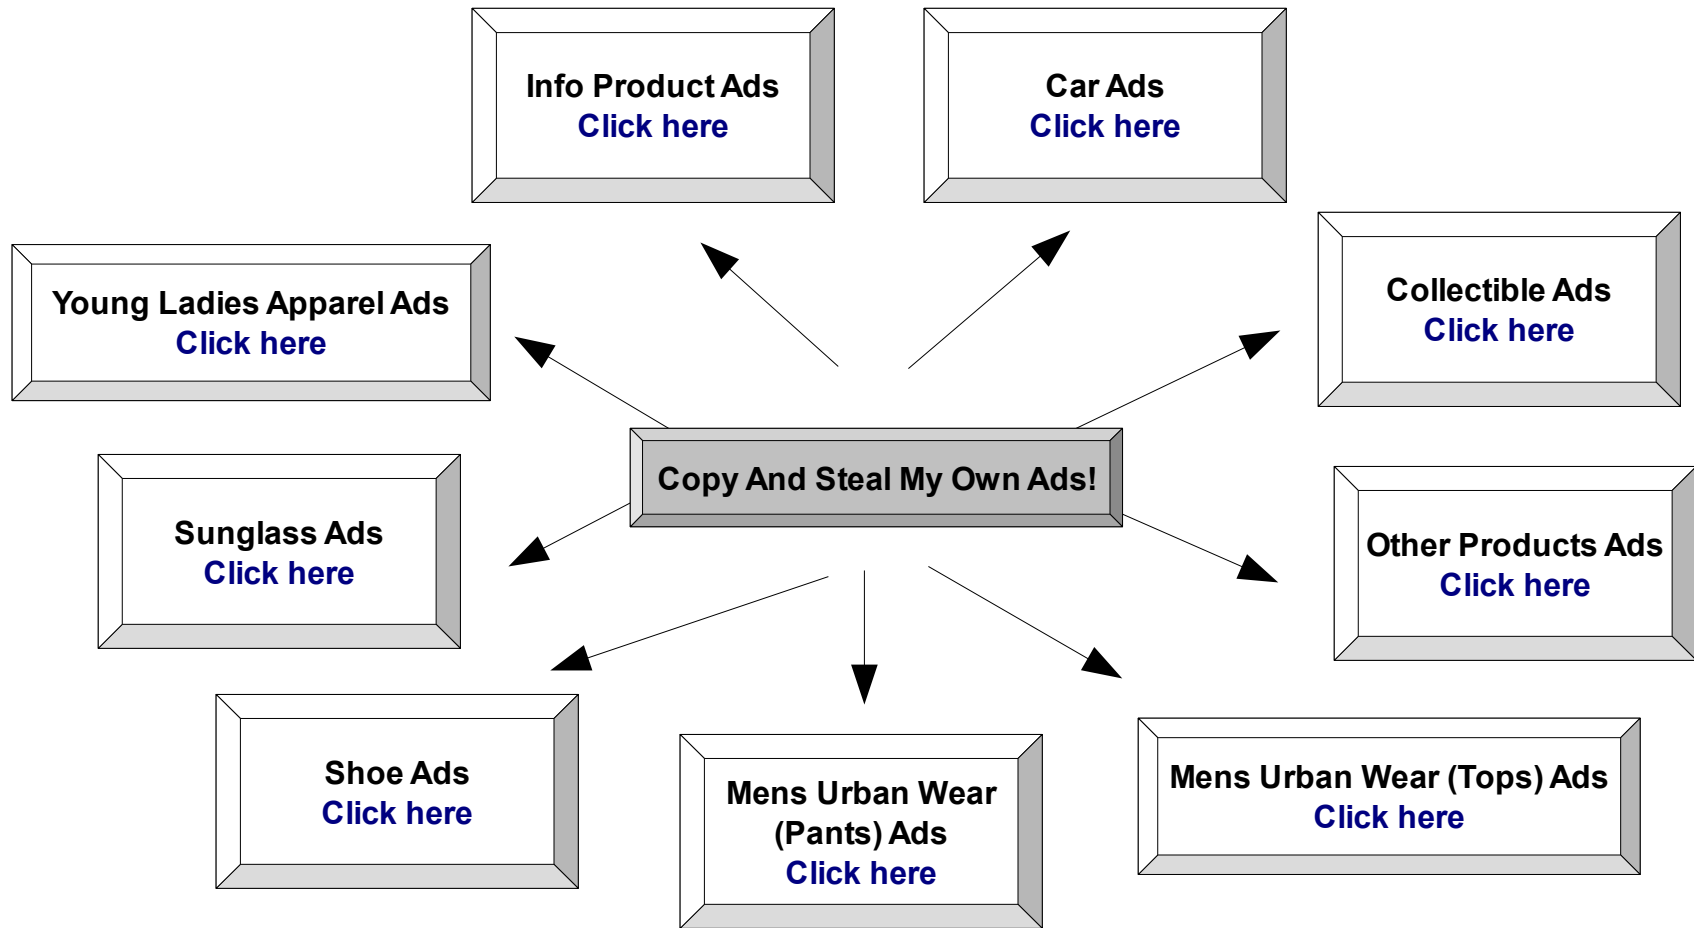 Info Product Ads
Click here
Car Ads
Click here
Young Ladies Apparel Ads
Click here
Collectible Ads
Click here
Copy And Steal My Own Ads!
Sunglass Ads
Click here
Other Products Ads
Click here
Shoe Ads
Click here
Mens Urban Wear
(Pants) Ads
Click here
Mens Urban Wear (Tops) Ads
Click here